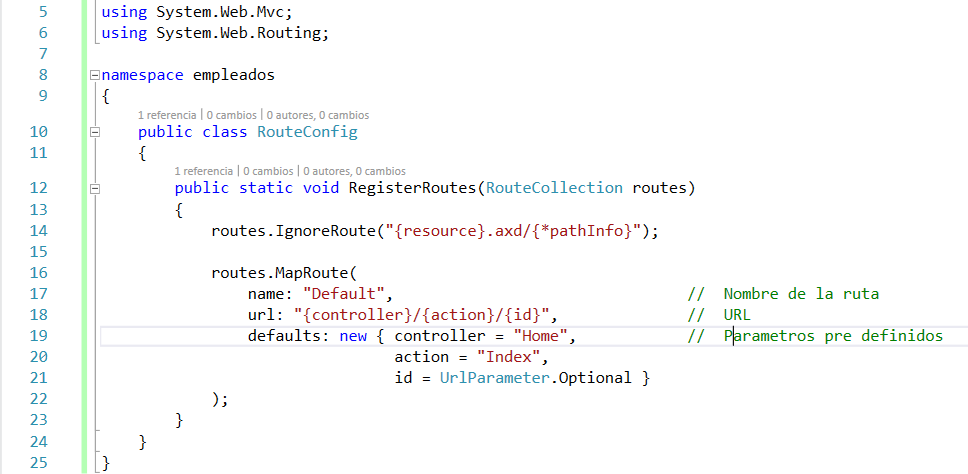 5 using System.Web.Mvc;
6 using System.Web.Routing;
7
8 namespace empleados
9 {
1 referencia | 0 cambios | 0 autores, 0 cambios
10 public class RouteConfig
11 {
1 referencia | 0 cambios | 0 autores, 0 cambios
12 public static void RegisterRoutes(RouteCollection routes)
13 {
14 routes.IgnoreRoute("{resource}.axd/{*pathInfo}");
15
16 routes.MapRoute(
17 name: "Default", // Nombre de la ruta
18 url: "{controller}/{action}/{id}", // URL
19 defaults: new { controller = "Home", // Parametros pre definidos
20 action = "Index",
21 id = UrlParameter.Optional }
22 );
23 }
24 }
25 }